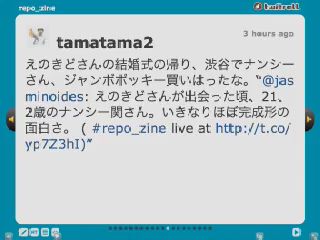 repo_zine
twitrell
3 hours ago
tamatama2
えのきどさんの結婚式の帰り、渋谷でナンシー
さん、ジャンボポッキー買いはったな。“@jas
minoides: えのきどさんが出会った頃、21、
2歳のナンシー関さん。いきなりほぼ完成形の
面白さ。 ( #repo_zine live at http://t.co/
yp7Z3hI)”